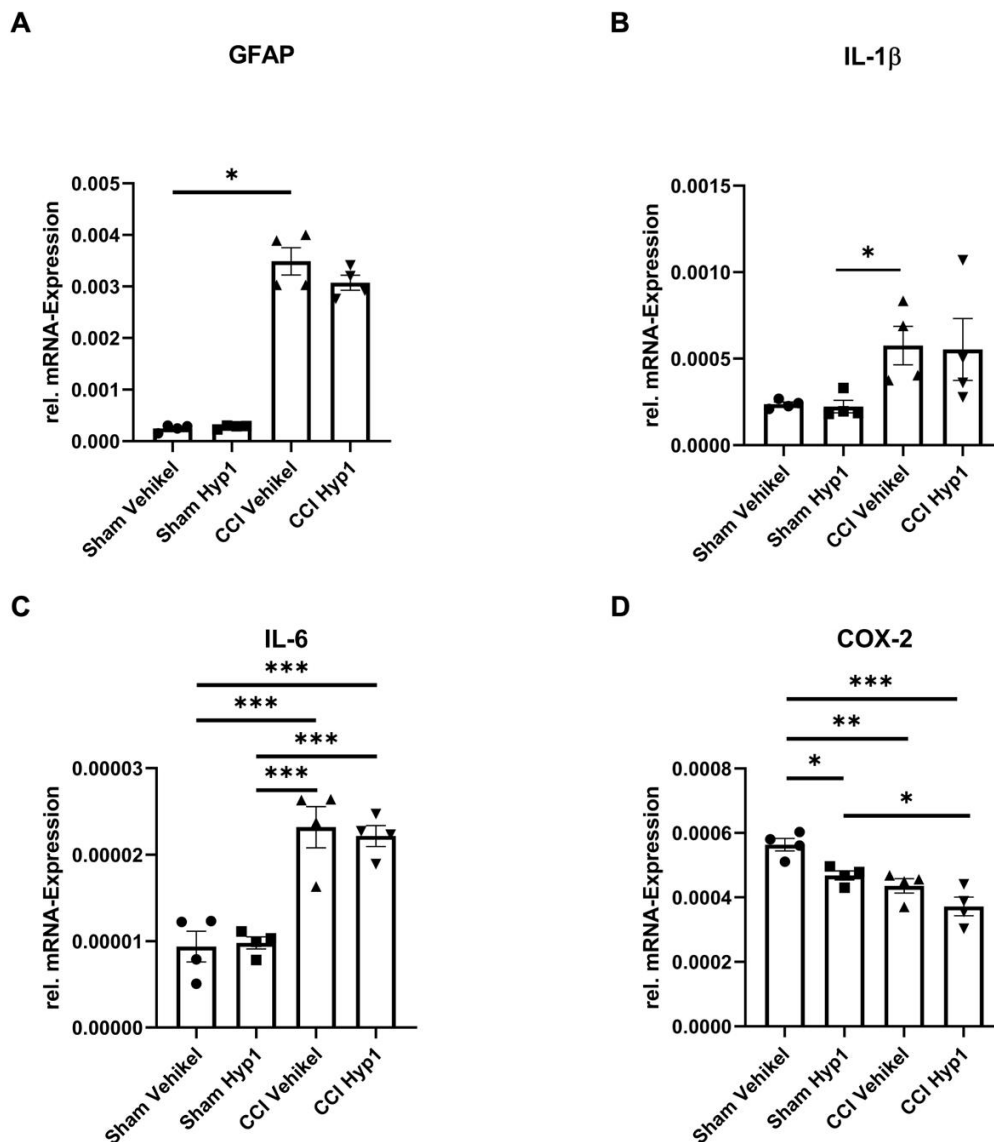 A
GFAP
*
rel. mRNA-Expression
0.005
0.004
0.003
0.002
0.001
0.000
Sham Vehikel
Sham Hyp1
CCI Vehikel
CCI Hyp1
B
IL-1β
*
rel. mRNA-Expression
0.0015
0.0010
0.0005
0.0000
Sham Vehikel
Sham Hyp1
CCI Vehikel
CCI Hyp1
C
IL-6
***
***
***
***
rel. mRNA-Expression
0.00003
0.00002
0.00001
0.00000
Sham Vehikel
Sham Hyp1
CCI Vehikel
CCI Hyp1
D
COX-2
***
**
*
*
rel. mRNA-Expression
0.0008
0.0006
0.0004
0.0002
0.0000
Sham Vehikel
Sham Hyp1
CCI Vehikel
CCI Hyp1